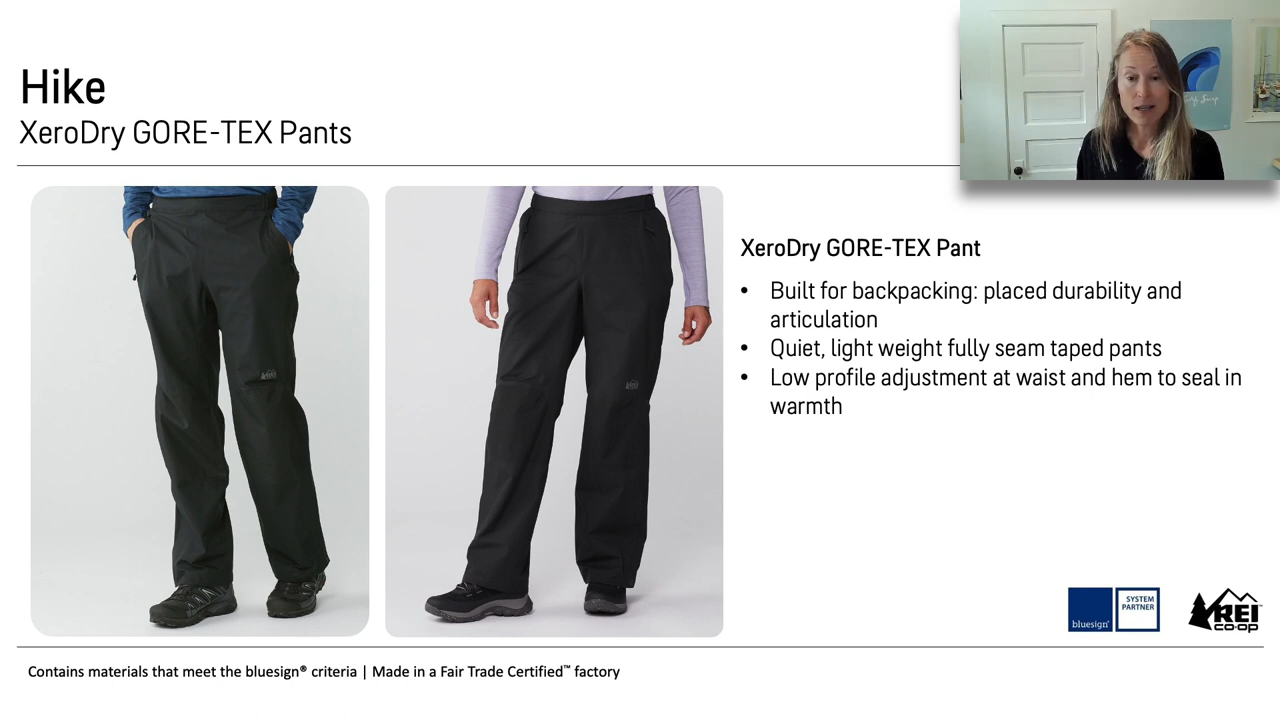 Hike
XeroDry GORE-TEX Pants
XeroDry GORE-TEX Pant
• Built for backpacking: placed durability and
articulation
• Quiet, light weight fully seam taped pants
• Low profile adjustment at waist and hem to seal in
warmth
bluesign®
SYSTEM
PARTNER
REI
CO·OP
Contains materials that meet the bluesign® criteria | Made in a Fair Trade Certified™ factory